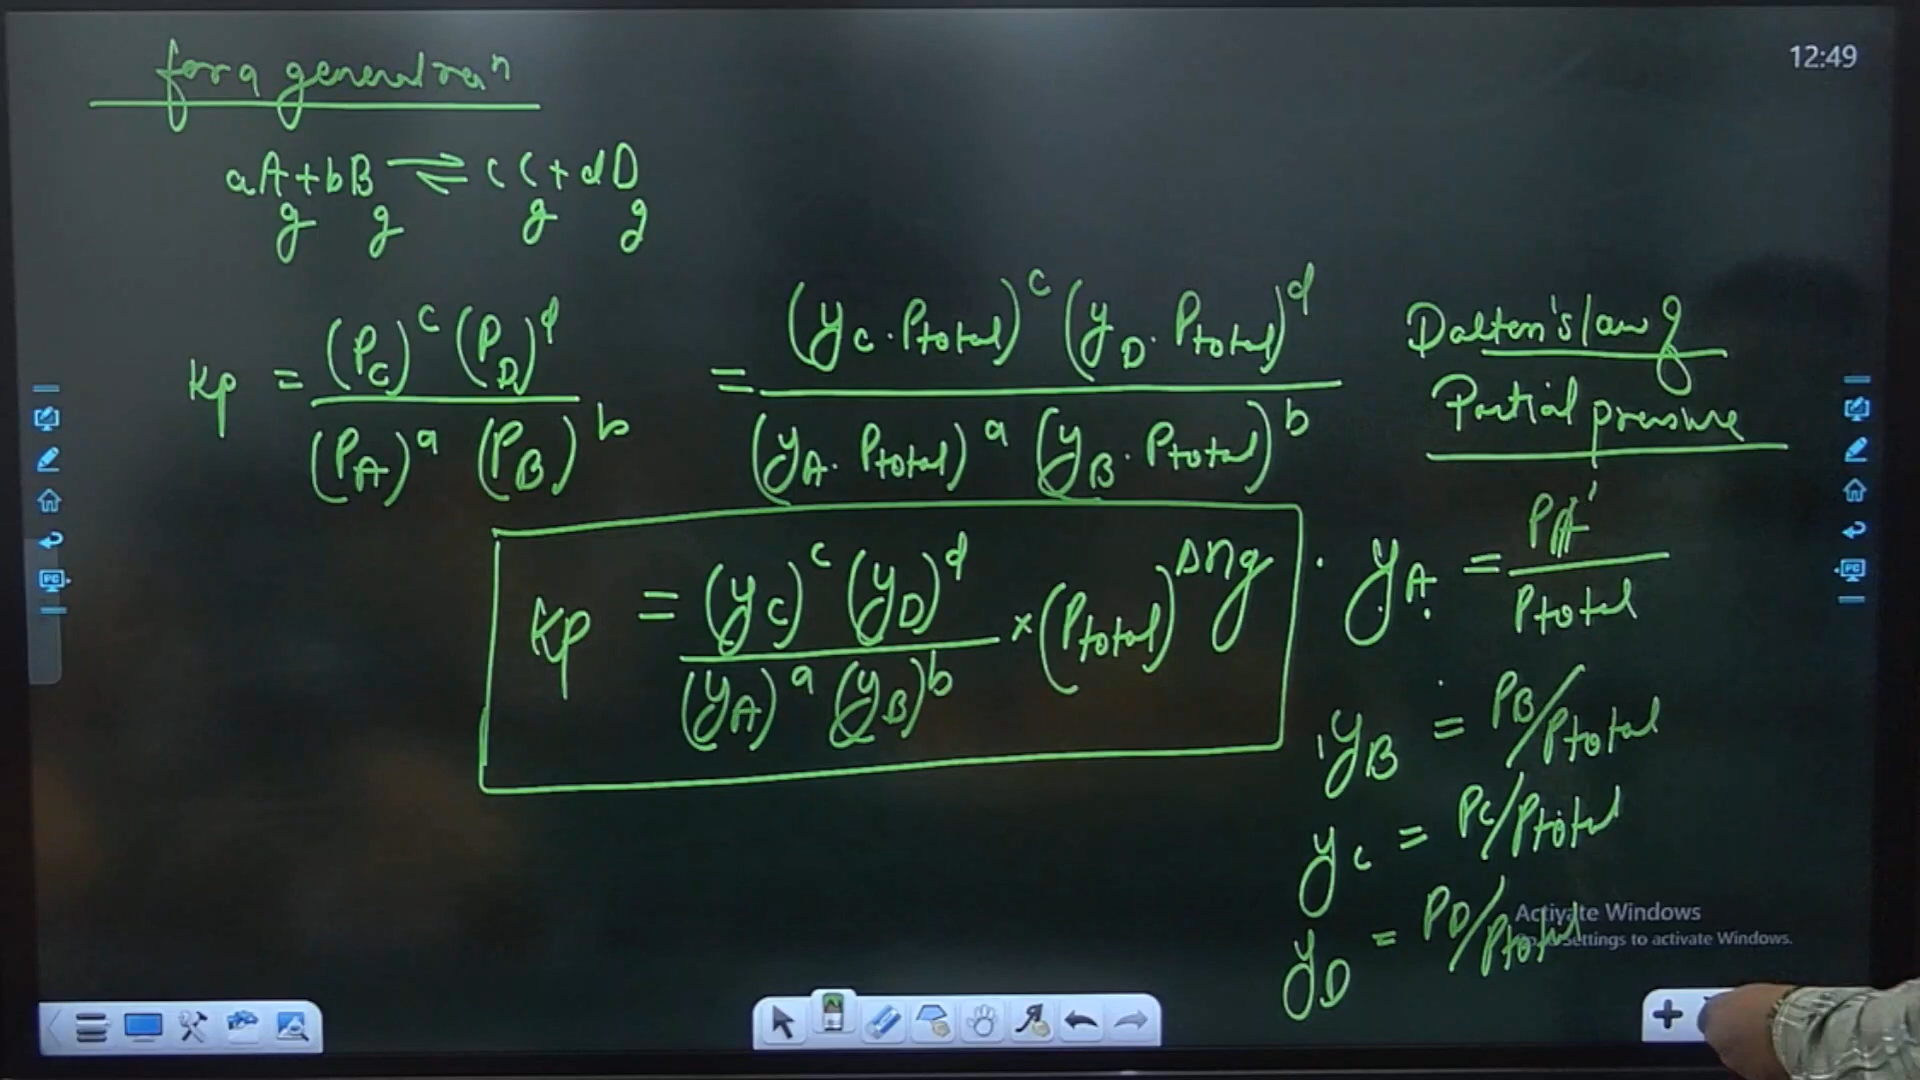 12:49
for a general rxn
aA + bB ⇌ cC + dD
g g g g
Kp = (PC)^c (PD)^d / (PA)^a (PB)^b = (yC · Ptotal)^c (yD · Ptotal)^d / (yA · Ptotal)^a (yB · Ptotal)^b
Dalton's law of
Partial pressure
Kp = (yC)^c (yD)^d / (yA)^a (yB)^b × (Ptotal)^Δng
yA = PA / Ptotal
yB = PB/Ptotal
yC = PC/Ptotal
yD = PD/Ptotal
Activate Windows
Settings to activate Windows.
PC
PC